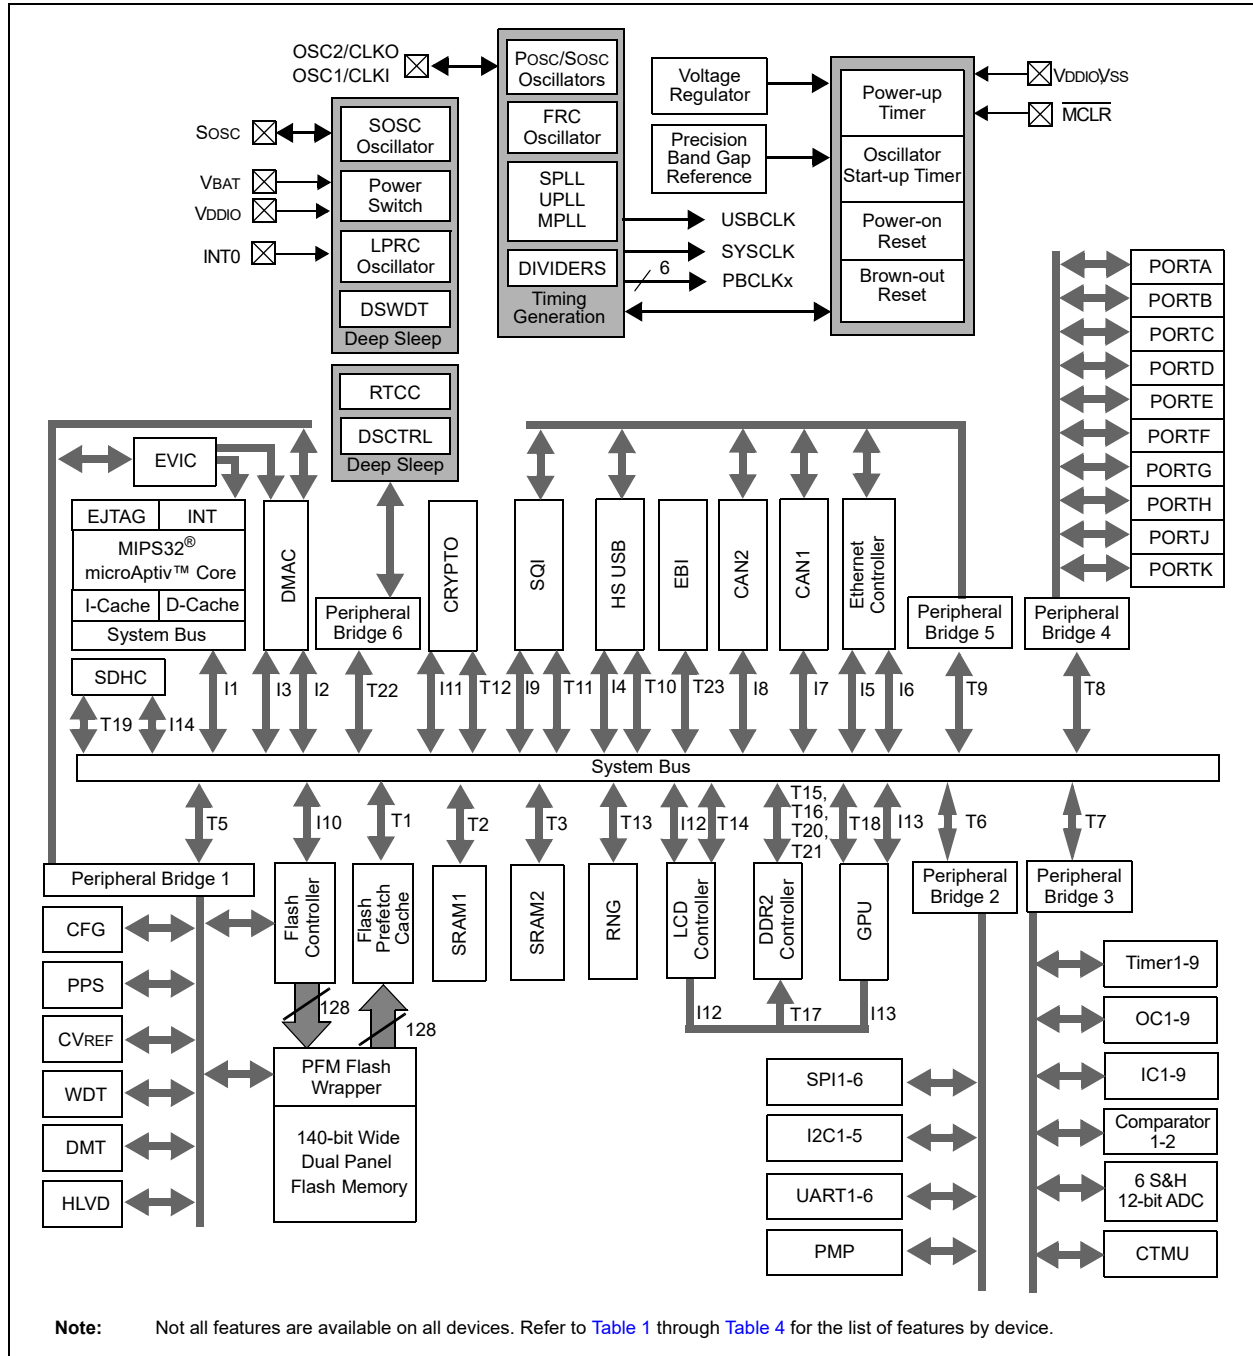 OSC2/CLKO
OSC1/CLKI
POSC/SOSC
Oscillators
FRC
Oscillator
SPLL
UPLL
MPLL
DIVIDERS
Timing
Generation
USBCLK
SYSCLK
6
PBCLKx
Voltage
Regulator
Precision
Band Gap
Reference
Power-up
Timer
Oscillator
Start-up Timer
Power-on
Reset
Brown-out
Reset
VDDIO,VSS
MCLR
SOSC
VBAT
VDDIO
INT0
SOSC
Oscillator
Power
Switch
LPRC
Oscillator
DSWDT
Deep Sleep
RTCC
DSCTRL
Deep Sleep
PORTA
PORTB
PORTC
PORTD
PORTE
PORTF
PORTG
PORTH
PORTJ
PORTK
EVIC
EJTAG
INT
MIPS32®
microAptiv™ Core
I-Cache
D-Cache
System Bus
SDHC
DMAC
Peripheral
Bridge 6
CRYPTO
SQI
HS USB
EBI
CAN2
CAN1
Ethernet
Controller
Peripheral
Bridge 5
Peripheral
Bridge 4
T19
I14
I1
I3
I2
T22
I11
T12
I9
T11
I4
T10
T23
I8
I7
I5
I6
T9
T8
System Bus
T5
I10
T1
T2
T3
T13
I12
T14
T15,
T16,
T20,
T21
T18
I13
T6
T7
Peripheral Bridge 1
Flash
Controller
Flash
Prefetch
Cache
SRAM1
SRAM2
RNG
LCD
Controller
DDR2
Controller
GPU
Peripheral
Bridge 2
Peripheral
Bridge 3
CFG
PPS
CVREF
WDT
DMT
HLVD
128
128
I12
T17
I13
PFM Flash
Wrapper
140-bit Wide
Dual Panel
Flash Memory
SPI1-6
I2C1-5
UART1-6
PMP
Timer1-9
OC1-9
IC1-9
Comparator
1-2
6 S&H
12-bit ADC
CTMU
Note: Not all features are available on all devices. Refer to Table 1 through Table 4 for the list of features by device.